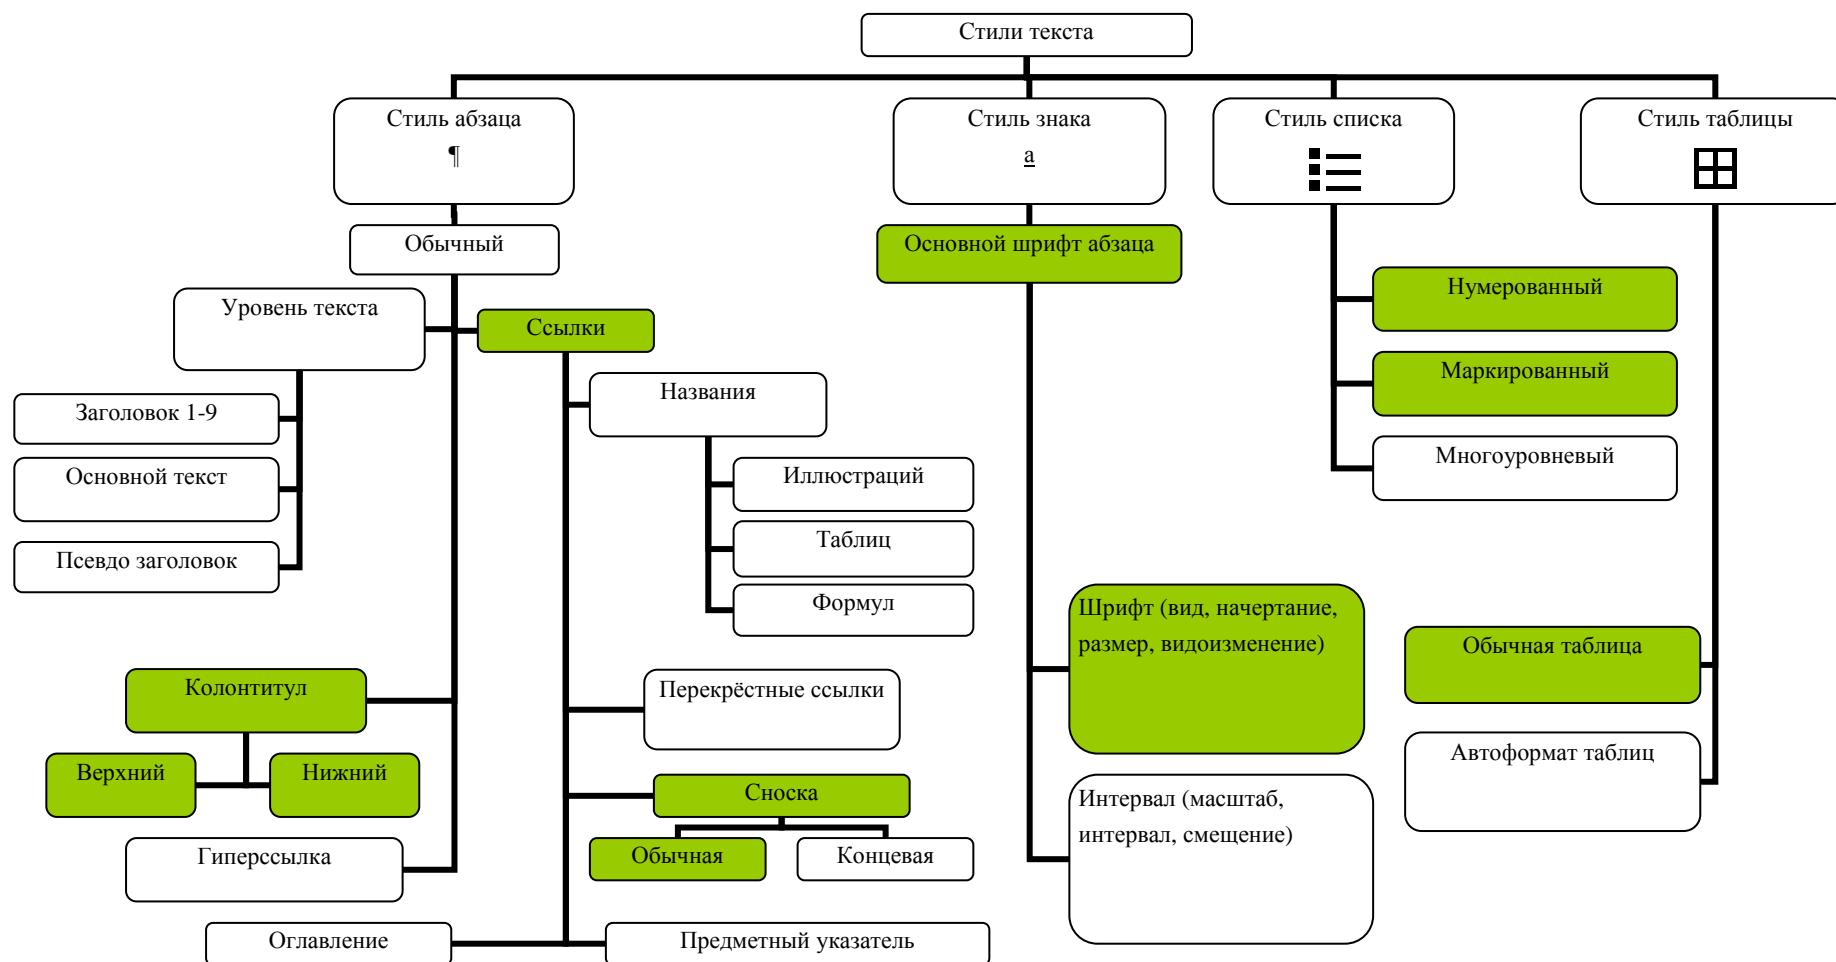 Стили текста
Стиль абзаца
¶
Стиль знака
а
Стиль списка
Стиль таблицы
Обычный
Основной шрифт абзаца
Уровень текста
Ссылки
Нумерованный
Заголовок 1-9
Названия
Маркированный
Основной текст
Иллюстраций
Многоуровневый
Псевдо заголовок
Таблиц
Формул
Шрифт (вид, начертание,
размер, видоизменение)
Обычная таблица
Колонтитул
Перекрёстные ссылки
Верхний
Нижний
Сноска
Автоформат таблиц
Интервал (масштаб,
интервал, смещение)
Гиперссылка
Обычная
Концевая
Оглавление
Предметный указатель